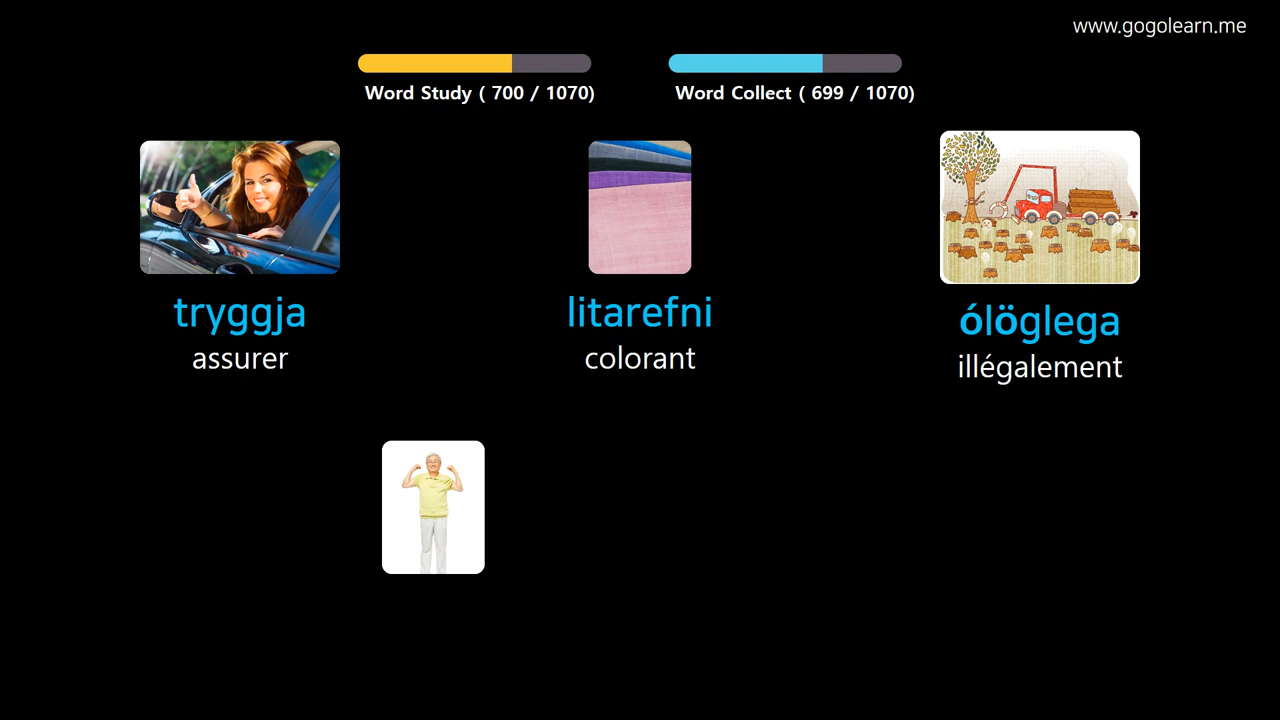 www.gogolearn.me
Word Study ( 700 / 1070)
Word Collect ( 699 / 1070)
tryggja
assurer
litarefni
colorant
ólöglega
illégalement